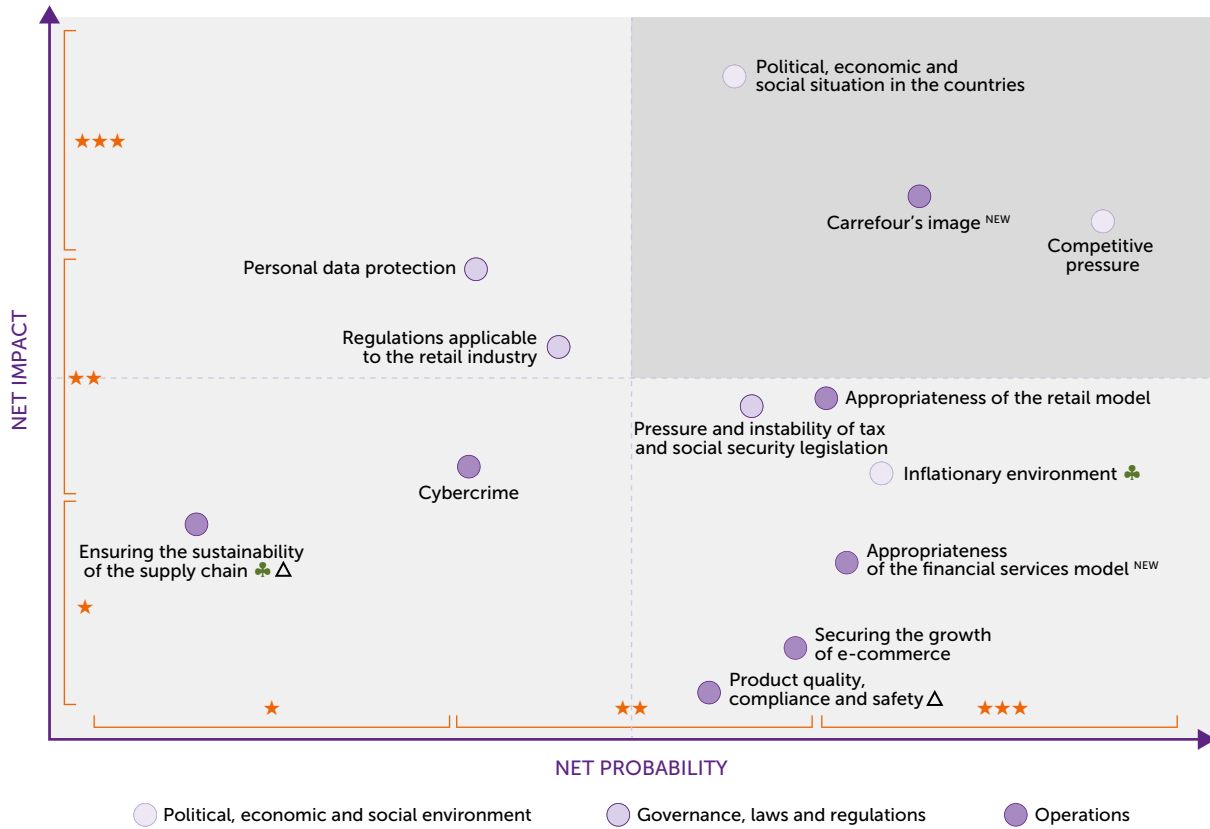 Political, economic and
social situation in the countries
★★★
Carrefour's image NEW
Competitive
pressure
Personal data protection
Regulations applicable
to the retail industry
NET IMPACT
★★
Appropriateness of the retail model
Pressure and instability of tax
and social security legislation
Inflationary environment ♣
Cybercrime
Ensuring the sustainability
of the supply chain ♣ △
Appropriateness
of the financial services model NEW
★
Securing the growth
of e-commerce
Product quality,
compliance and safety △
★ ★★ ★★★
NET PROBABILITY
Political, economic and social environment
Governance, laws and regulations
Operations